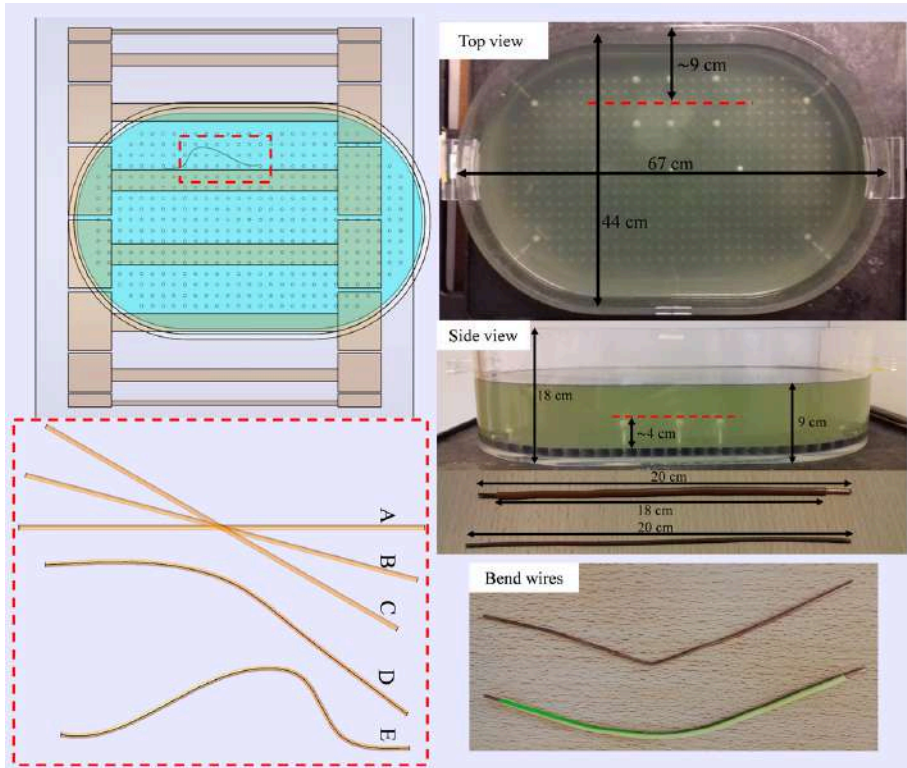 Top view
~9 cm
67 cm
44 cm
Side view
18 cm
9 cm
~4 cm
20 cm
18 cm
20 cm
A
B
C
D
E
Bend wires